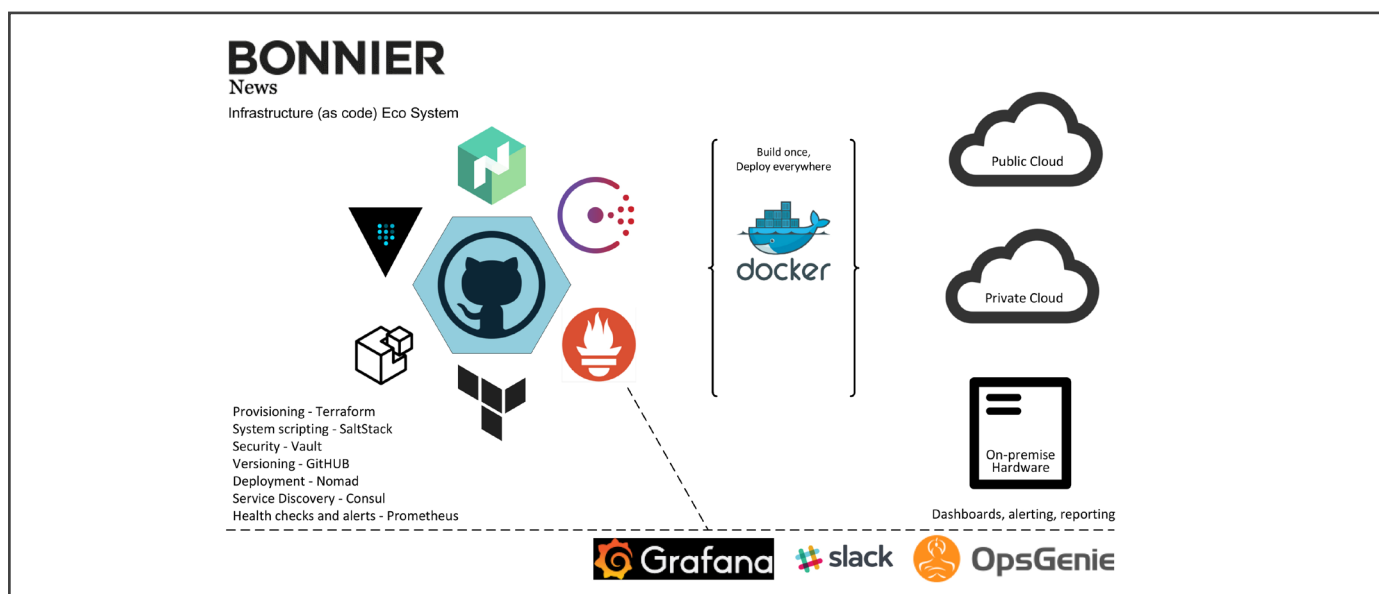 BONNIER
News
Infrastructure (as code) Eco System
Build once,
Deploy everywhere
docker
Public Cloud
Private Cloud
On-premise
Hardware
Provisioning - Terraform
System scripting - SaltStack
Security - Vault
Versioning - GitHUB
Deployment - Nomad
Service Discovery - Consul
Health checks and alerts - Prometheus
Dashboards, alerting, reporting
Grafana
slack
OpsGenie